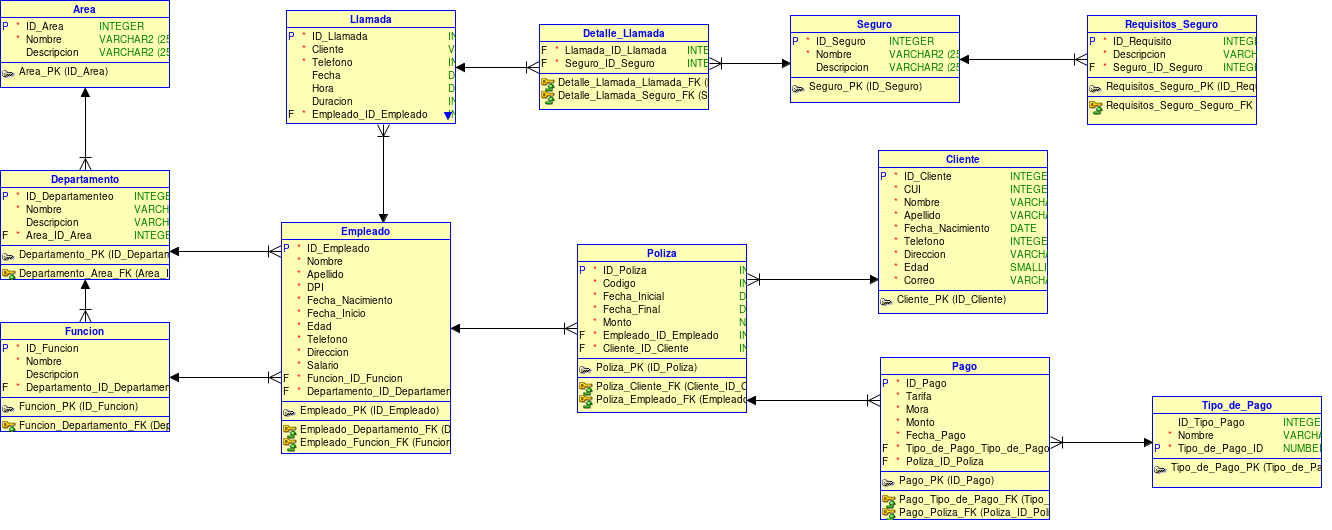 Area
P * ID_Area INTEGER
* Nombre VARCHAR2 (25
Descripcion VARCHAR2 (25
Area_PK (ID_Area)
Llamada
P * ID_Llamada IN
* Cliente V
* Telefono IN
Fecha D
Hora D
Duracion IN
F * Empleado_ID_Empleado
Detalle_Llamada
F * Llamada_ID_Llamada INTE
F * Seguro_ID_Seguro INTE
Detalle_Llamada_Llamada_FK (
Detalle_Llamada_Seguro_FK (S
Seguro
P * ID_Seguro INTEGER
* Nombre VARCHAR2 (25
Descripcion VARCHAR2 (25
Seguro_PK (ID_Seguro)
Requisitos_Seguro
P * ID_Requisito INTEG
* Descripcion VARCH
F * Seguro_ID_Seguro INTEG
Requisitos_Seguro_PK (ID_Requ
Requisitos_Seguro_Seguro_FK
Departamento
P * ID_Departamenteo INTEGE
* Nombre VARCH
Descripcion VARCH
F * Area_ID_Area INTEGE
Departamento_PK (ID_Departam
Departamento_Area_FK (Area_I
Funcion
P * ID_Funcion
* Nombre
Descripcion
F * Departamento_ID_Departamen
Funcion_PK (ID_Funcion)
Funcion_Departamento_FK (Dep
Empleado
P * ID_Empleado
* Nombre
* Apellido
* DPI
* Fecha_Nacimiento
* Fecha_Inicio
* Edad
* Telefono
* Direccion
* Salario
F * Funcion_ID_Funcion
F * Departamento_ID_Departamen
Empleado_PK (ID_Empleado)
Empleado_Departamento_FK (D
Empleado_Funcion_FK (Funcion
Poliza
P * ID_Poliza IN
* Codigo IN
* Fecha_Inicial D
* Fecha_Final D
* Monto N
F * Empleado_ID_Empleado IN
F * Cliente_ID_Cliente IN
Poliza_PK (ID_Poliza)
Poliza_Cliente_FK (Cliente_ID_C
Poliza_Empleado_FK (Empleado
Cliente
P * ID_Cliente INTEGE
* CUI INTEGE
* Nombre VARCHA
* Apellido VARCHA
* Fecha_Nacimiento DATE
* Telefono INTEGE
* Direccion VARCHA
* Edad SMALLI
* Correo VARCHA
Cliente_PK (ID_Cliente)
Pago
P * ID_Pago
* Tarifa
* Mora
* Monto
* Fecha_Pago
F * Tipo_de_Pago_Tipo_de_Pago
F * Poliza_ID_Poliza
Pago_PK (ID_Pago)
Pago_Tipo_de_Pago_FK (Tipo_
Pago_Poliza_FK (Poliza_ID_Poli
Tipo_de_Pago
ID_Tipo_Pago INTEGE
* Nombre VARCHA
P * Tipo_de_Pago_ID NUMBE
Tipo_de_Pago_PK (Tipo_de_Pa